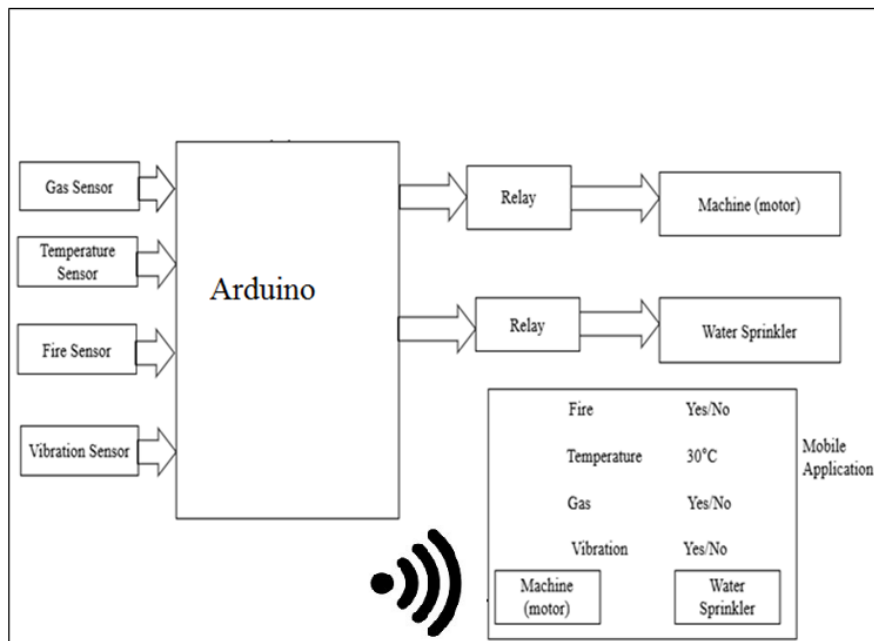 Gas Sensor
Temperature
Sensor
Fire Sensor
Vibration Sensor
Arduino
Relay
Machine (motor)
Relay
Water Sprinkler
Fire Yes/No
Temperature 30°C
Gas Yes/No
Vibration Yes/No
Machine
(motor)
Water
Sprinkler
Mobile
Application